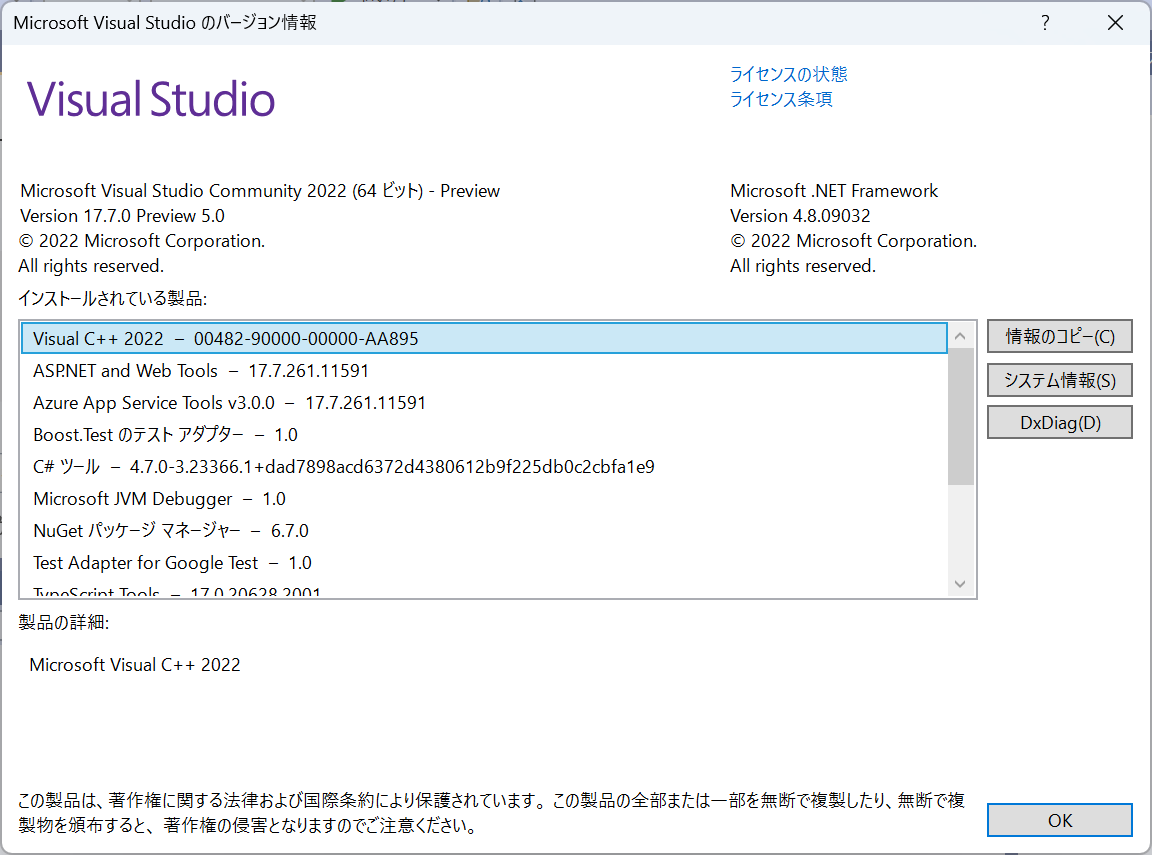 Microsoft Visual Studio のバージョン情報
?
Visual Studio
ライセンスの状態
ライセンス条項
Microsoft Visual Studio Community 2022 (64 ビット) - Preview
Version 17.7.0 Preview 5.0
© 2022 Microsoft Corporation.
All rights reserved.
Microsoft .NET Framework
Version 4.8.09032
© 2022 Microsoft Corporation.
All rights reserved.
インストールされている製品:
Visual C++ 2022 – 00482-90000-00000-AA895
ASP.NET and Web Tools – 17.7.261.11591
Azure App Service Tools v3.0.0 – 17.7.261.11591
Boost.Test のテスト アダプター – 1.0
C# ツール – 4.7.0-3.23366.1+dad7898acd6372d4380612b9f225db0c2cbfa1e9
Microsoft JVM Debugger – 1.0
NuGet パッケージ マネージャー – 6.7.0
Test Adapter for Google Test – 1.0
TypeScript Tools – 17.0.20628.2001
情報のコピー(C)
システム情報(S)
DxDiag(D)
製品の詳細:
Microsoft Visual C++ 2022
この製品は、著作権に関する法律および国際条約により保護されています。この製品の全部または一部を無断で複製したり、無断で複
製物を頒布すると、著作権の侵害となりますのでご注意ください。
OK